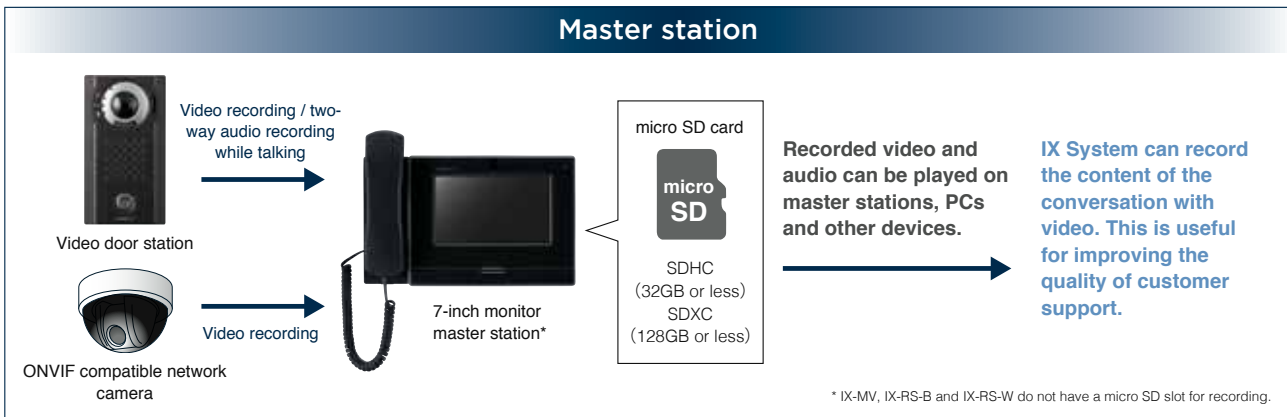 Master station
Video recording / two-
way audio recording
while talking
Video door station
Video recording
ONVIF compatible network
camera
7-inch monitor
master station*
micro SD card
micro
SD
SDHC
(32GB or less)
SDXC
(128GB or less)
Recorded video and
audio can be played on
master stations, PCs
and other devices.
IX System can record
the content of the
conversation with
video. This is useful
for improving the
quality of customer
support.
* IX-MV, IX-RS-B and IX-RS-W do not have a micro SD slot for recording.